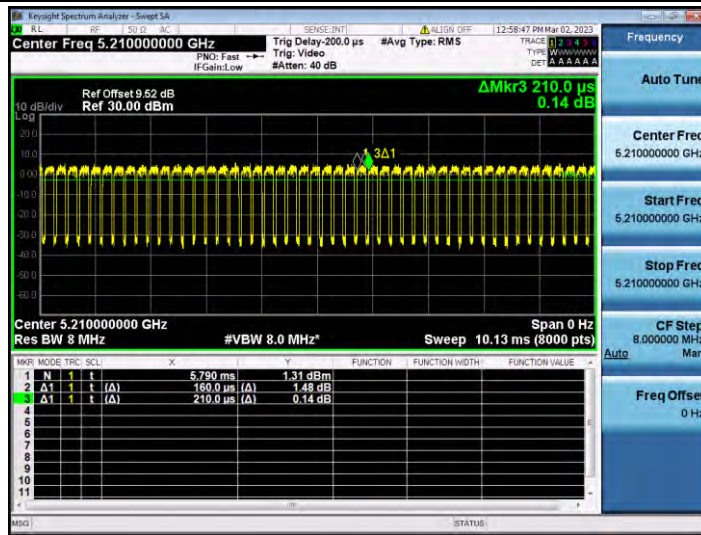 Keysight Spectrum Analyzer - Swept SA
RL RF 50 Ω AC SENSE:INT ALIGN OFF 12:58:47 PM Mar 02, 2023
Center Freq 5.210000000 GHz
Trig Delay-200.0 μs #Avg Type: RMS
TRACE 1 2 3 4 5 6
PNO: Fast Trig: Video
TYPE W
IFGain:Low #Atten: 40 dB
DET A A A A A A
ΔMkr3 210.0 μs
0.14 dB
Ref Offset 9.52 dB
10 dB/div Ref 30.00 dBm
Log
20.0
10.0
0.00
-10.0
-20.0
-30.0
-40.0
-50.0
-60.0
1 3Δ1
Center 5.210000000 GHz Span 0 Hz
Res BW 8 MHz #VBW 8.0 MHz* Sweep 10.13 ms (8000 pts)
MKR MODE TRC SCL X Y FUNCTION FUNCTION WIDTH FUNCTION VALUE
1 N 1 t 5.790 ms 1.31 dBm
2 Δ1 1 t (Δ) 160.0 μs (Δ) 1.48 dB
3 Δ1 1 t (Δ) 210.0 μs (Δ) 0.14 dB
4
5
6
7
8
9
10
11
MSG STATUS
Frequency
Auto Tune
Center Freq
5.210000000 GHz
Start Freq
5.210000000 GHz
Stop Freq
5.210000000 GHz
CF Step
8.000000 MHz
Auto Man
Freq Offset
0 Hz